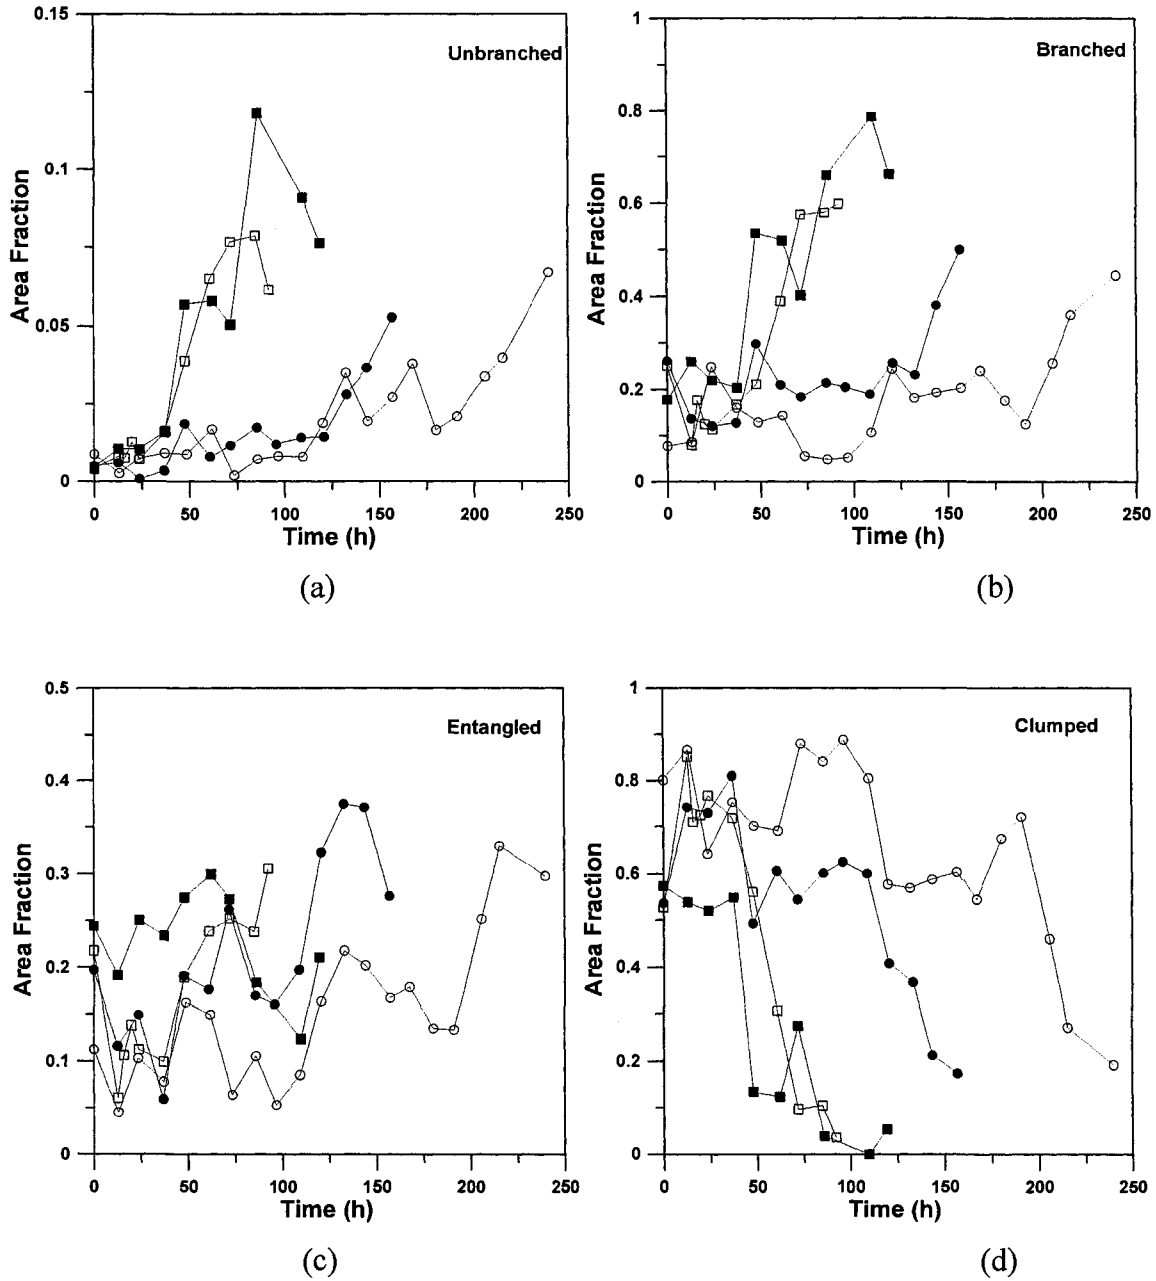 0.15
Unbranched
0.1
0.05
0
Area Fraction
0 50 100 150 200 250
Time (h)
(a)
1
Branched
0.8
0.6
0.4
0.2
0
Area Fraction
0 50 100 150 200 250
Time (h)
(b)
0.5
Entangled
0.4
0.3
0.2
0.1
0
Area Fraction
0 50 100 150 200 250
Time (h)
(c)
1
Clumped
0.8
0.6
0.4
0.2
0
Area Fraction
0 50 100 150 200 250
Time (h)
(d)